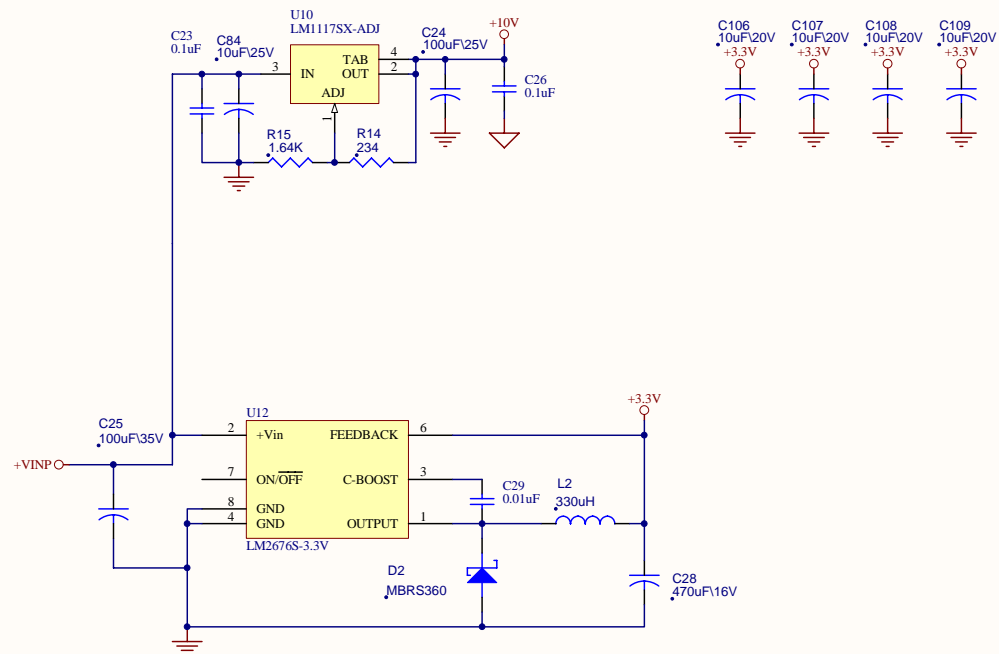 U10
LM1117SX-ADJ
C23
0.1uF
C84
10uF\25V
3
IN
TAB
OUT
ADJ
4
2
1
C24
100uF\25V
+10V
C26
0.1uF
R15
1.64K
R14
234
C106
10uF\20V
+3.3V
C107
10uF\20V
+3.3V
C108
10uF\20V
+3.3V
C109
10uF\20V
+3.3V
C25
100uF\35V
+VINP
U12
2
+Vin
7
ON/OFF
8
GND
4
GND
FEEDBACK
6
C-BOOST
3
OUTPUT
1
LM2676S-3.3V
+3.3V
C29
0.01uF
L2
330uH
D2
MBRS360
C28
470uF\16V